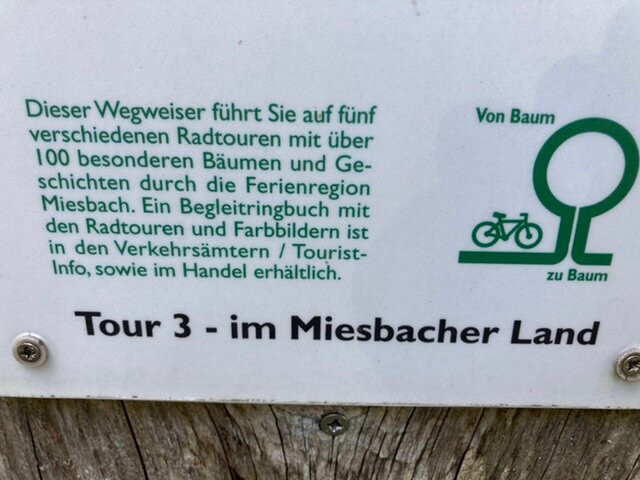 Dieser Wegweiser führt Sie auf fünf
verschiedenen Radtouren mit über
100 besonderen Bäumen und Ge-
schichten durch die Ferienregion
Miesbach. Ein Begleitringbuch mit
den Radtouren und Farbbildern ist
in den Verkehrsämtern / Tourist-
Info, sowie im Handel erhältlich.
Von Baum
zu Baum
Tour 3 - im Miesbacher Land